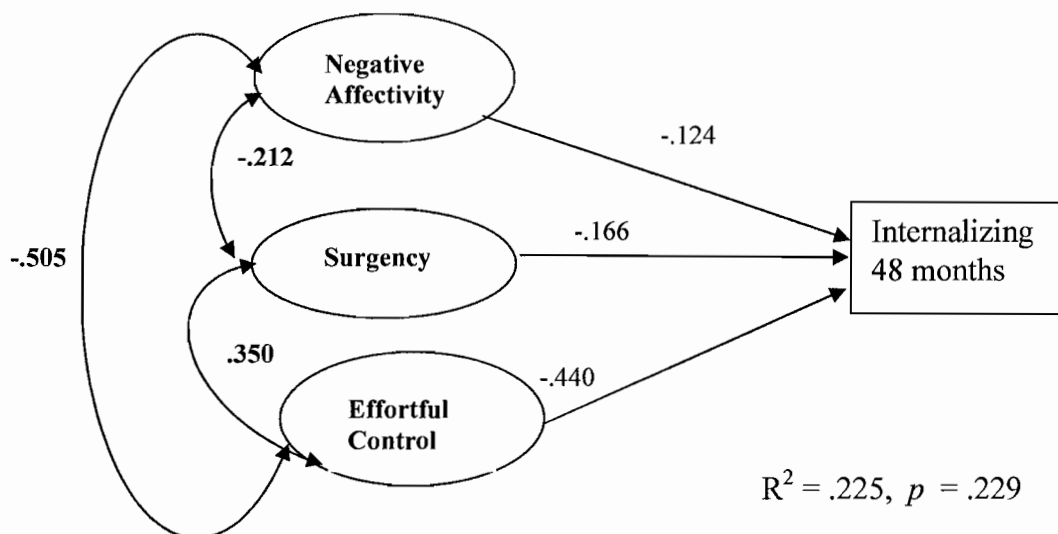 Negative
Affectivity
-.124
-.212
-.166
Internalizing
48 months
-.505
Surgency
.350
-.440
Effortful
Control
R² = .225, p = .229